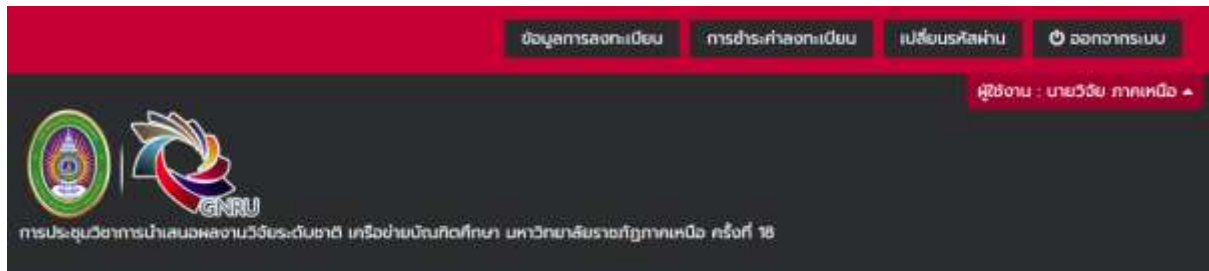 ข้อมูลการลงทะเบียน การชำระค่าลงทะเบียน เปลี่ยนรหัสผ่าน ออกจากระบบ
ผู้ใช้งาน : นายวิจัย ภาคเหนือ
GNRU
การประชุมวิชาการนำเสนอผลงานวิจัยระดับชาติ เครือข่ายบัณฑิตศึกษา มหาวิทยาลัยราชภัฏภาคเหนือ ครั้งที่ 18